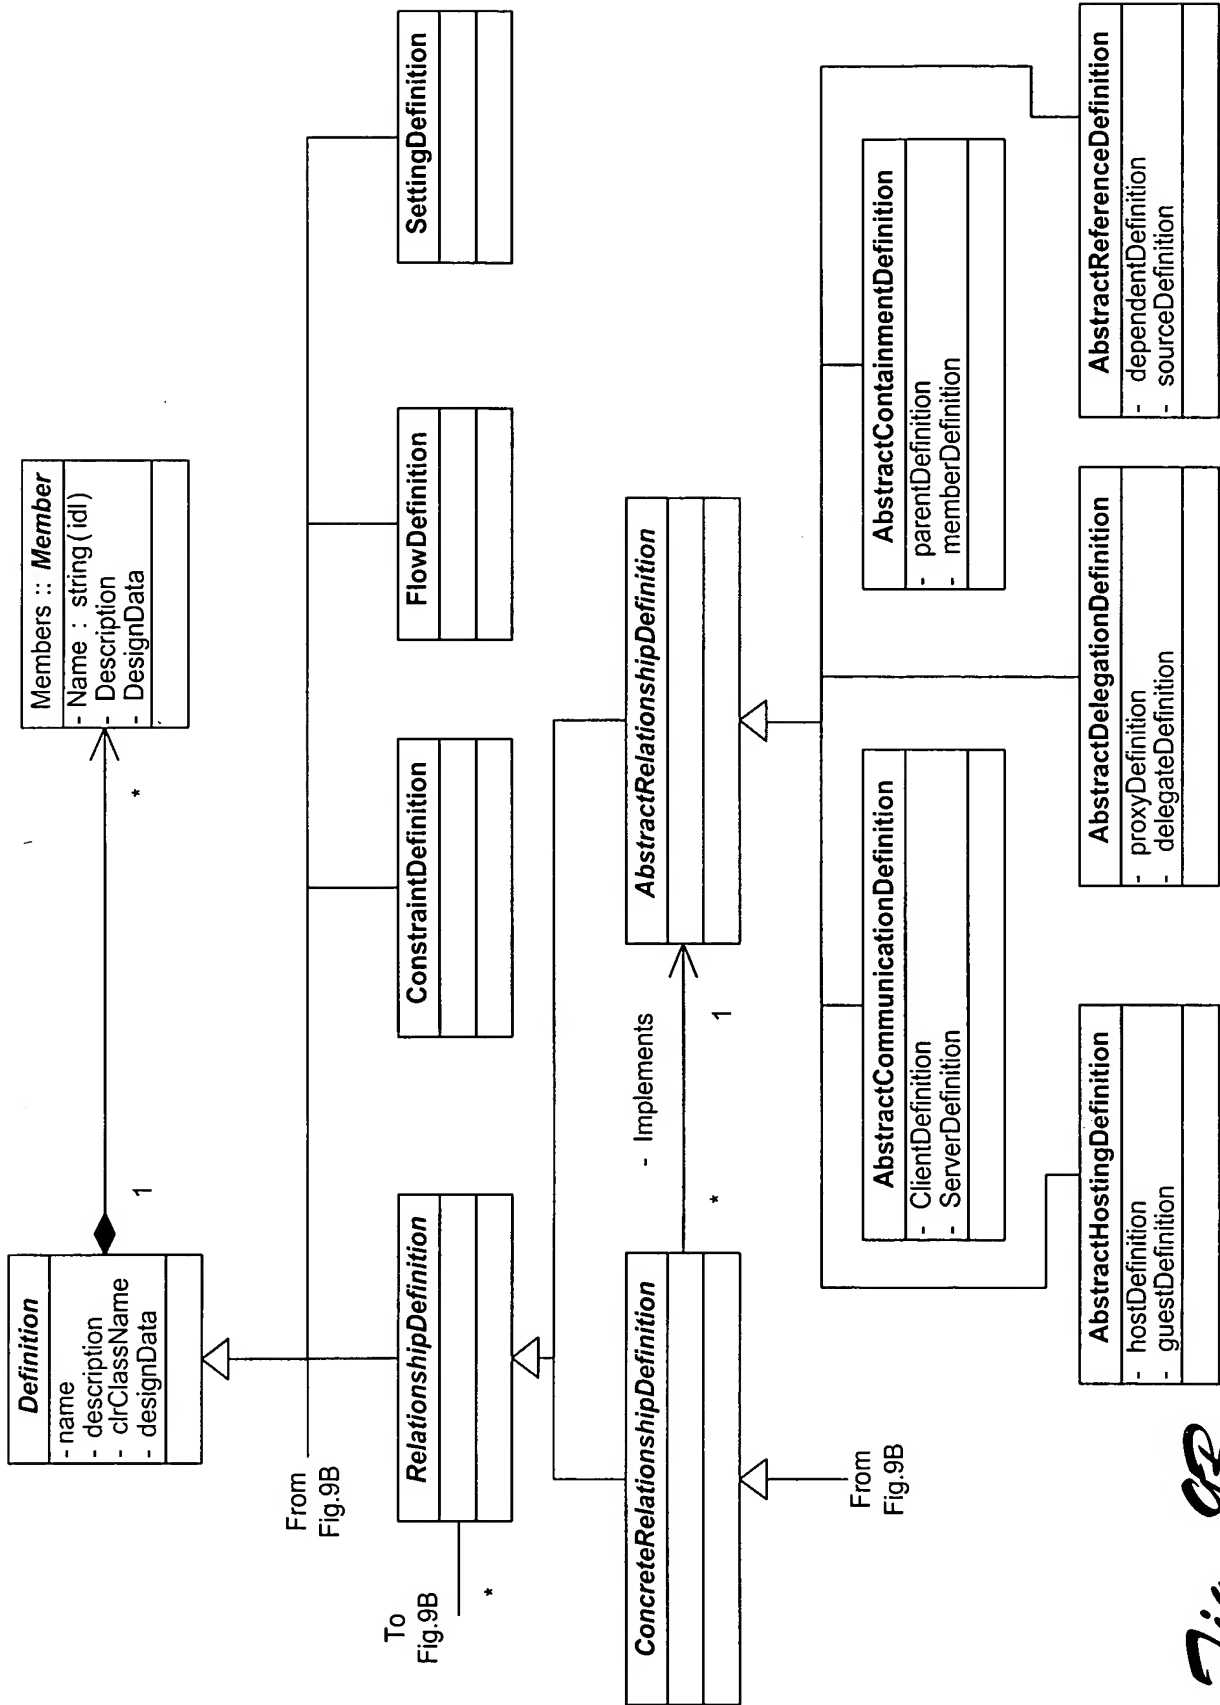 Definition
- name
- description
- clrClassName
- designData
1
*
Members :: Member
- Name : string(idl)
- Description
- DesignData
From
Fig.9B
To
Fig.9B
*
RelationshipDefinition
ConstraintDefinition
FlowDefinition
SettingDefinition
ConcreteRelationshipDefinition
- Implements
*
1
AbstractRelationshipDefinition
From
Fig.9B
AbstractCommunicationDefinition
- ClientDefinition
- ServerDefinition
AbstractContainmentDefinition
- parentDefinition
- memberDefinition
AbstractHostingDefinition
- hostDefinition
- guestDefinition
AbstractDelegationDefinition
- proxyDefinition
- delegateDefinition
AbstractReferenceDefinition
- dependentDefinition
- sourceDefinition